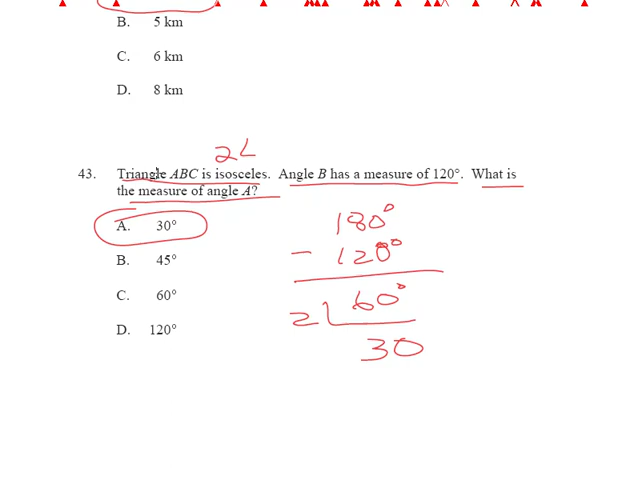 B. 5 km
C. 6 km
D. 8 km
2∠
43. Triangle ABC is isosceles. Angle B has a measure of 120°. What is
the measure of angle A?
A. 30°
B. 45°
C. 60°
D. 120°
180°
- 120°
2 60°
30